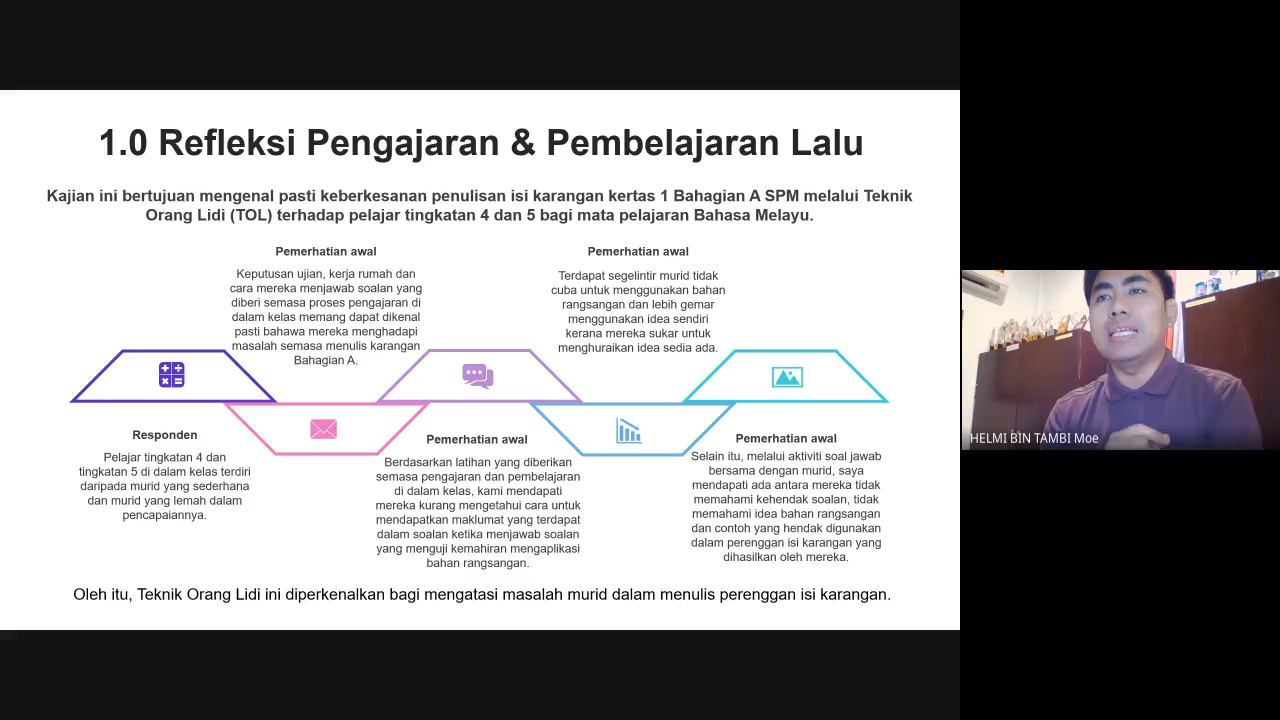 1.0 Refleksi Pengajaran & Pembelajaran Lalu
Kajian ini bertujuan mengenal pasti keberkesanan penulisan isi karangan kertas 1 Bahagian A SPM melalui Teknik
Orang Lidi (TOL) terhadap pelajar tingkatan 4 dan 5 bagi mata pelajaran Bahasa Melayu.
Responden
Pelajar tingkatan 4 dan
tingkatan 5 di dalam kelas terdiri
daripada murid yang sederhana
dan murid yang lemah dalam
pencapaiannya.
Pemerhatian awal
Keputusan ujian, kerja rumah dan
cara mereka menjawab soalan yang
diberi semasa proses pengajaran di
dalam kelas memang dapat dikenal
pasti bahawa mereka menghadapi
masalah semasa menulis karangan
Bahagian A.
Pemerhatian awal
Berdasarkan latihan yang diberikan
semasa pengajaran dan pembelajaran
di dalam kelas, kami mendapati
mereka kurang mengetahui cara untuk
mendapatkan maklumat yang terdapat
dalam soalan ketika menjawab soalan
yang menguji kemahiran mengaplikasi
bahan rangsangan.
Pemerhatian awal
Terdapat segelintir murid tidak
cuba untuk menggunakan bahan
rangsangan dan lebih gemar
menggunakan idea sendiri
kerana mereka sukar untuk
menghuraikan idea sedia ada.
Pemerhatian awal
Selain itu, melalui aktiviti soal jawab
bersama dengan murid, saya
mendapati ada antara mereka tidak
memahami kehendak soalan, tidak
memahami idea bahan rangsangan
dan contoh yang hendak digunakan
dalam perenggan isi karangan yang
dihasilkan oleh mereka.
Oleh itu, Teknik Orang Lidi ini diperkenalkan bagi mengatasi masalah murid dalam menulis perenggan isi karangan.
HELMI BIN TAMBI Moe